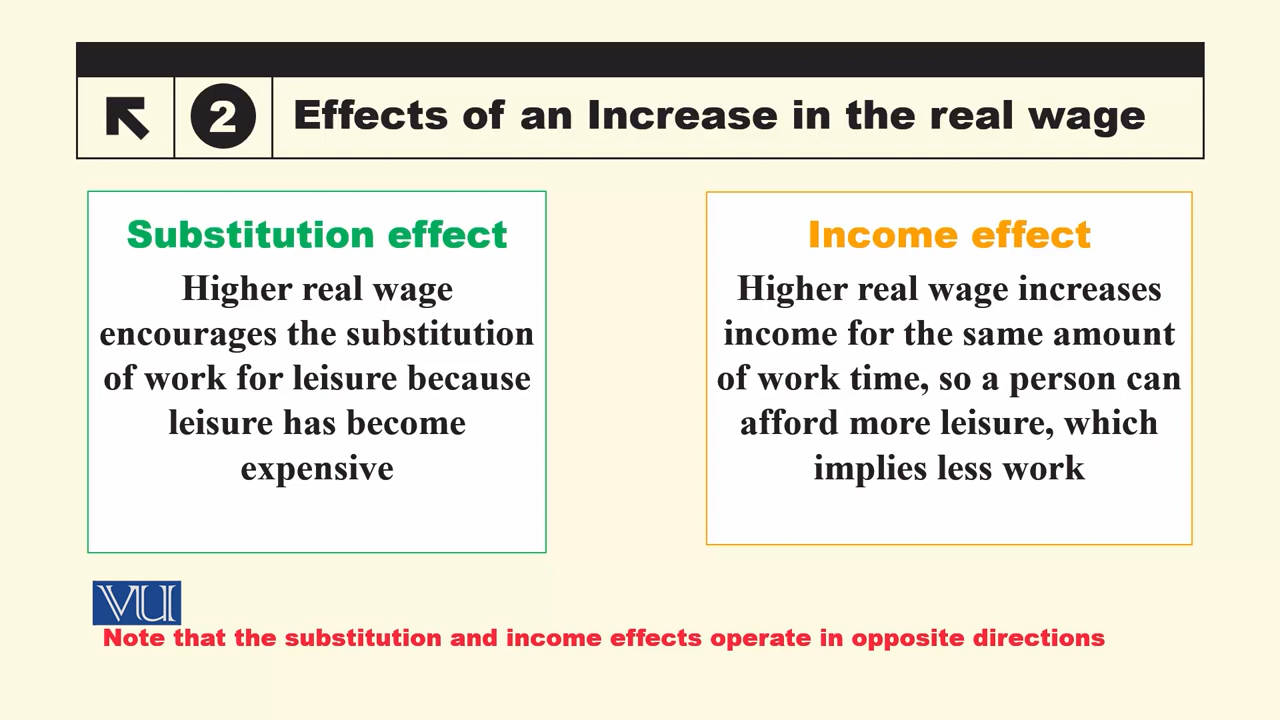 2 Effects of an Increase in the real wage
Substitution effect
Higher real wage
encourages the substitution
of work for leisure because
leisure has become
expensive
Income effect
Higher real wage increases
income for the same amount
of work time, so a person can
afford more leisure, which
implies less work
VU
Note that the substitution and income effects operate in opposite directions